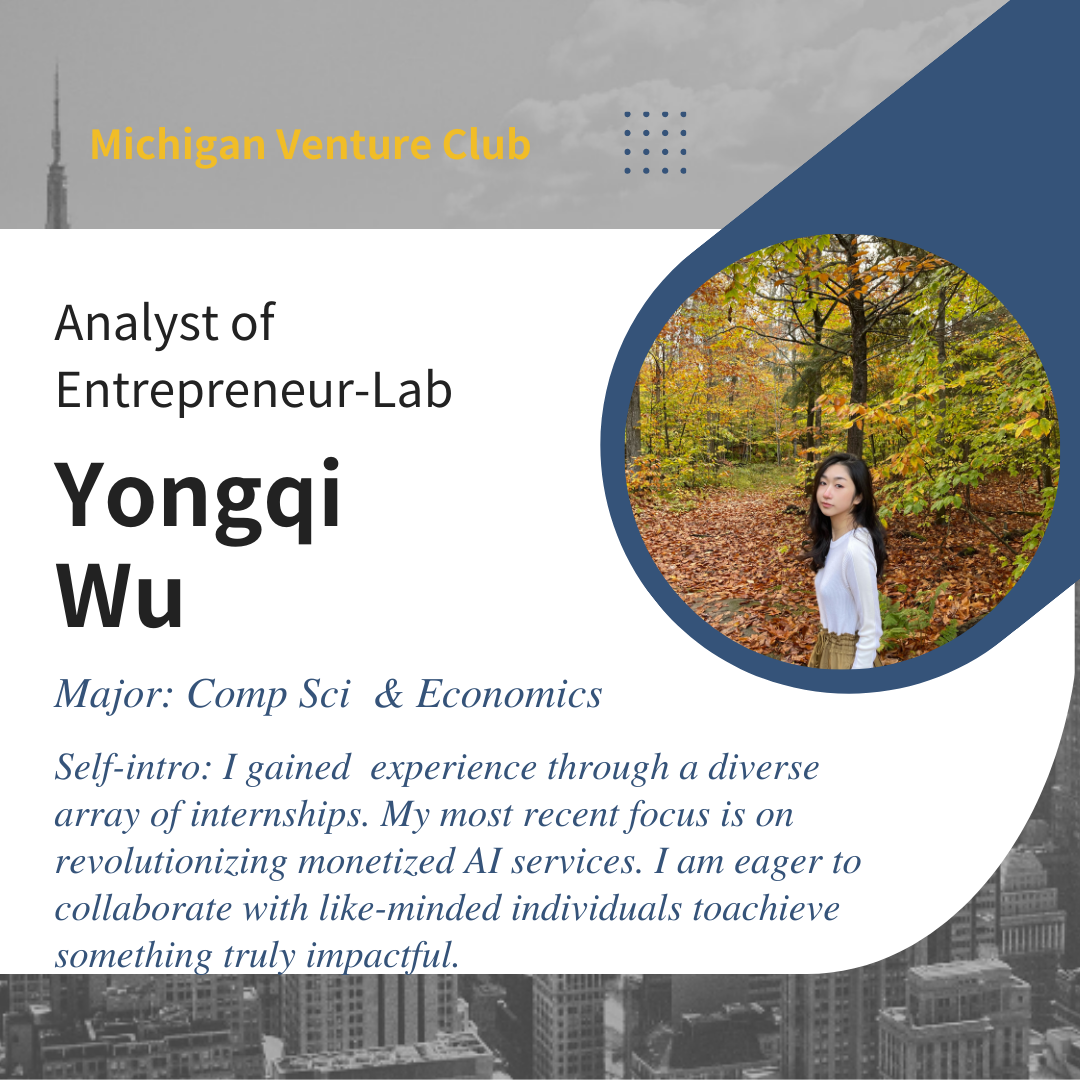 Michigan Venture Club
Analyst of
Entrepreneur-Lab
Yongqi
Wu
Major: Comp Sci  & Economics
Self-intro: I gained  experience through a diverse
array of internships. My most recent focus is on
revolutionizing monetized AI services. I am eager to
collaborate with like-minded individuals toachieve
something truly impactful.